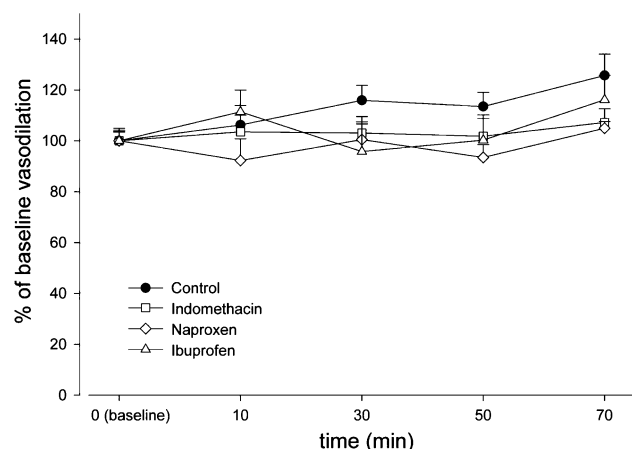 % of baseline vasodilation
140
120
100
80
60
40
20
0
Control
Indomethacin
Naproxen
Ibuprofen
0 (baseline) 10 30 50 70
time (min)